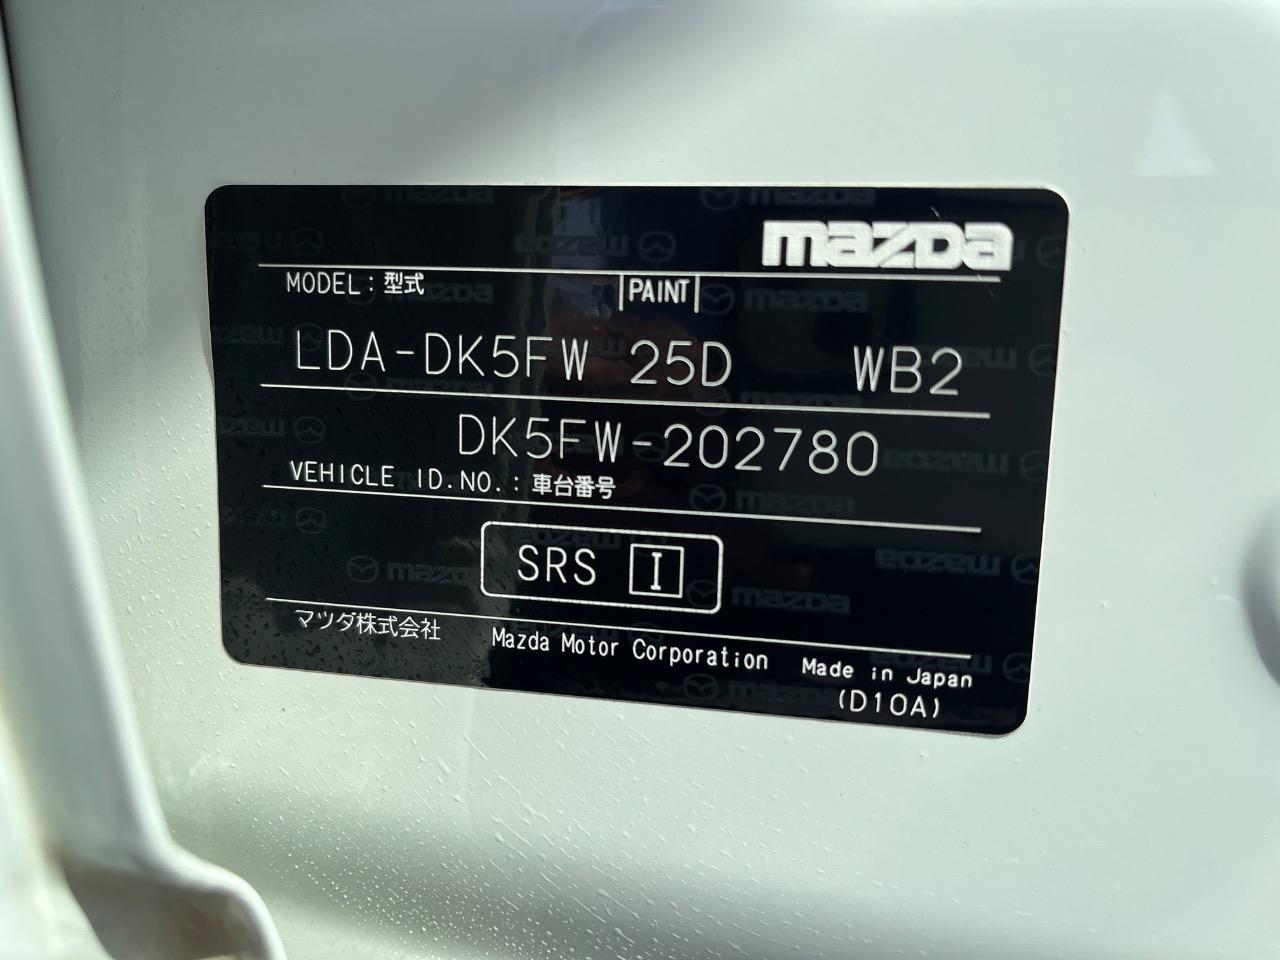 mazda
MODEL : 型式 PAINT
LDA-DK5FW 25D WB2
DK5FW-202780
VEHICLE ID.NO. : 車台番号
SRS I
マツダ株式会社 Mazda Motor Corporation Made in Japan
(D10A)